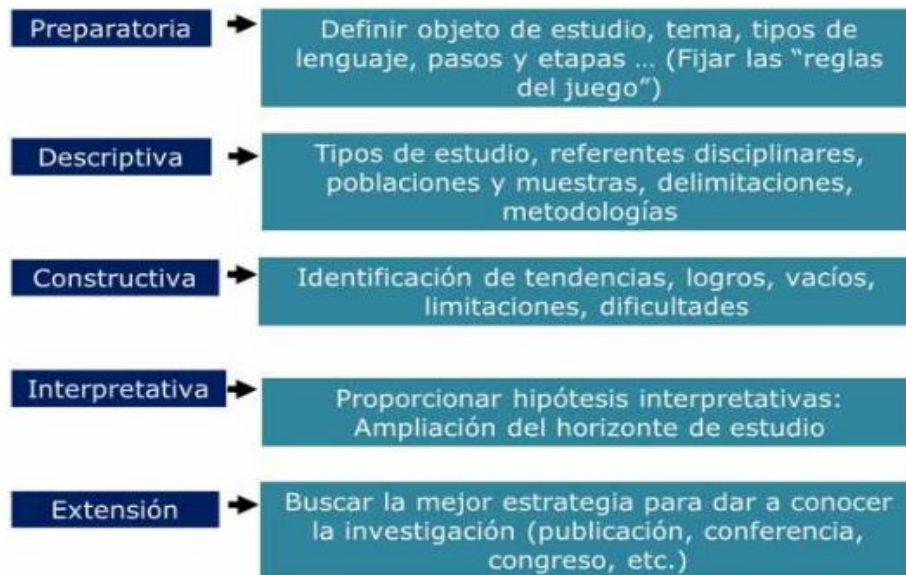 Preparatoria
Definir objeto de estudio, tema, tipos de
lenguaje, pasos y etapas ... (Fijar las “reglas
del juego”)
Descriptiva
Tipos de estudio, referentes disciplinares,
poblaciones y muestras, delimitaciones,
metodologías
Constructiva
Identificación de tendencias, logros, vacíos,
limitaciones, dificultades
Interpretativa
Proporcionar hipótesis interpretativas:
Ampliación del horizonte de estudio
Extensión
Buscar la mejor estrategia para dar a conocer
la investigación (publicación, conferencia,
congreso, etc.)